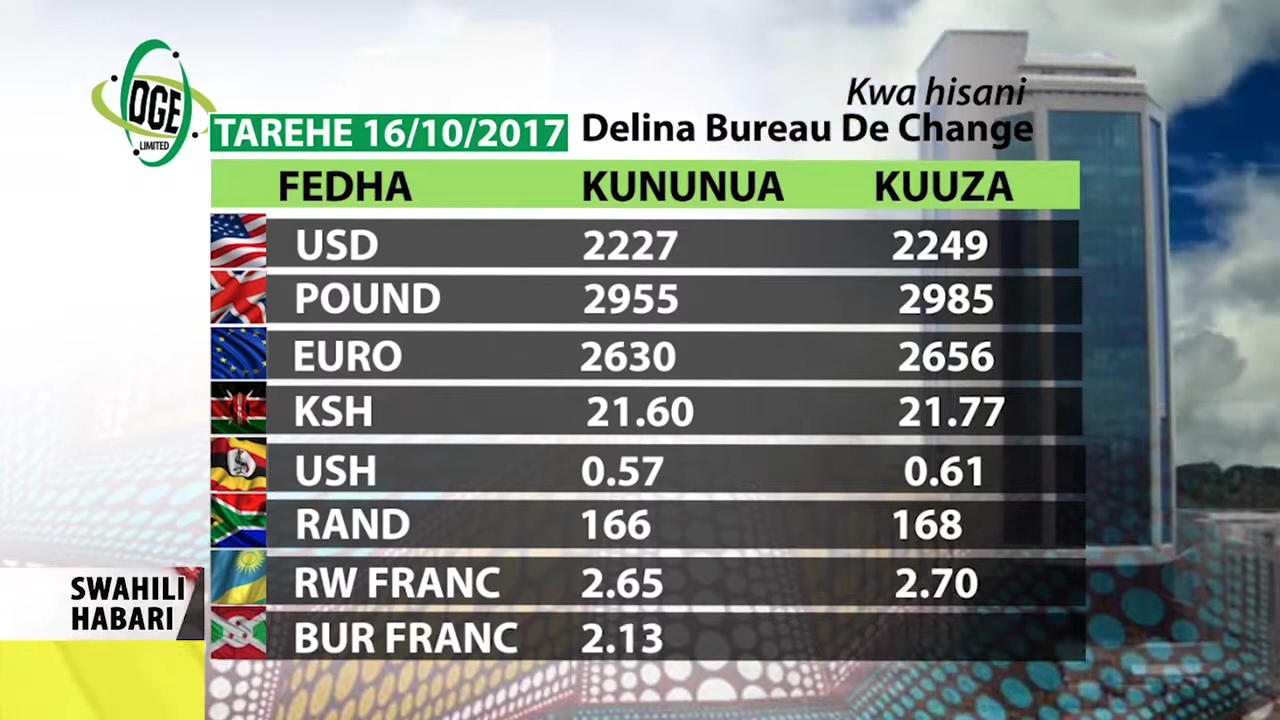 DGE
LIMITED
Kwa hisani
TAREHE 16/10/2017 Delina Bureau De Change
FEDHA KUNUNUA KUUZA
USD 2227 2249
POUND 2955 2985
EURO 2630 2656
KSH 21.60 21.77
USH 0.57 0.61
RAND 166 168
RW FRANC 2.65 2.70
BUR FRANC 2.13
SWAHILI
HABARI